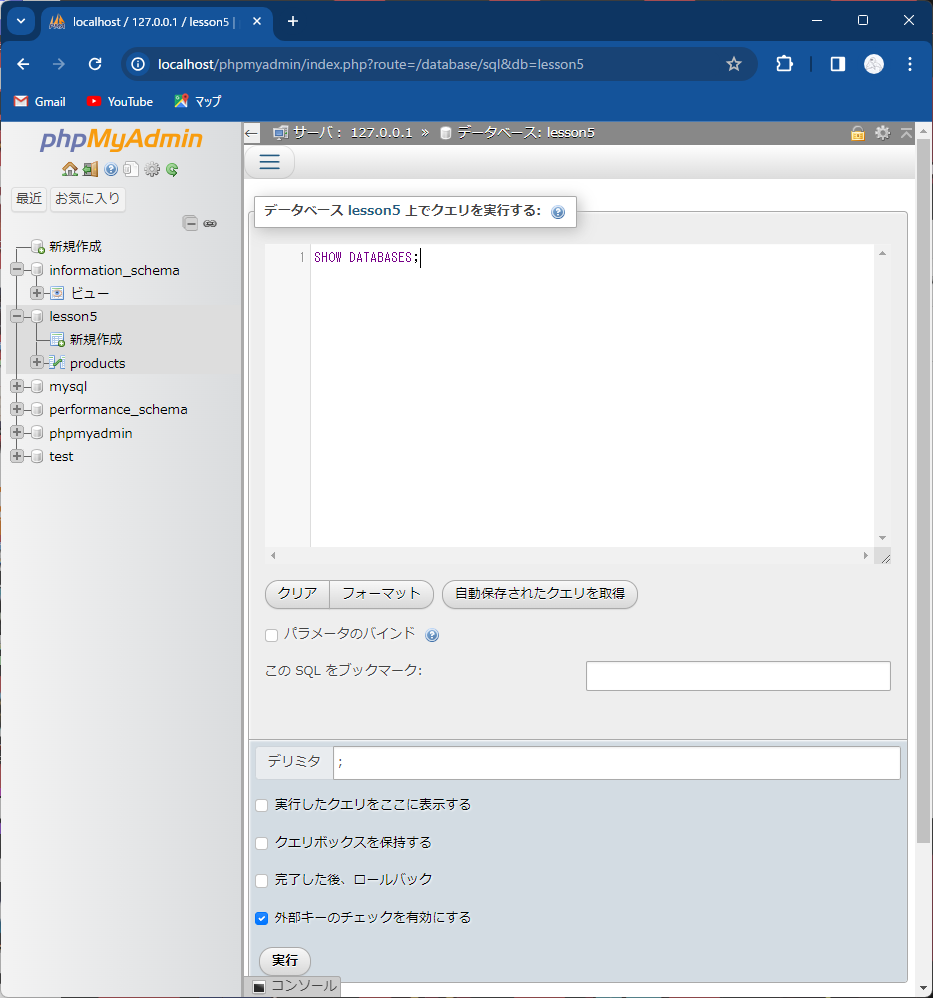 localhost / 127.0.0.1 / lesson5 |
localhost/phpmyadmin/index.php?route=/database/sql&db=lesson5
Gmail YouTube マップ
phpMyAdmin
最近 お気に入り
新規作成
information_schema
ビュー
lesson5
新規作成
products
mysql
performance_schema
phpmyadmin
test
サーバ: 127.0.0.1 » データベース: lesson5
データベース lesson5 上でクエリを実行する:
1 SHOW DATABASES;
クリア フォーマット 自動保存されたクエリを取得
パラメータのバインド
この SQL をブックマーク:
デリミタ ;
実行したクエリをここに表示する
クエリボックスを保持する
完了した後、ロールバック
外部キーのチェックを有効にする
実行
コンソール